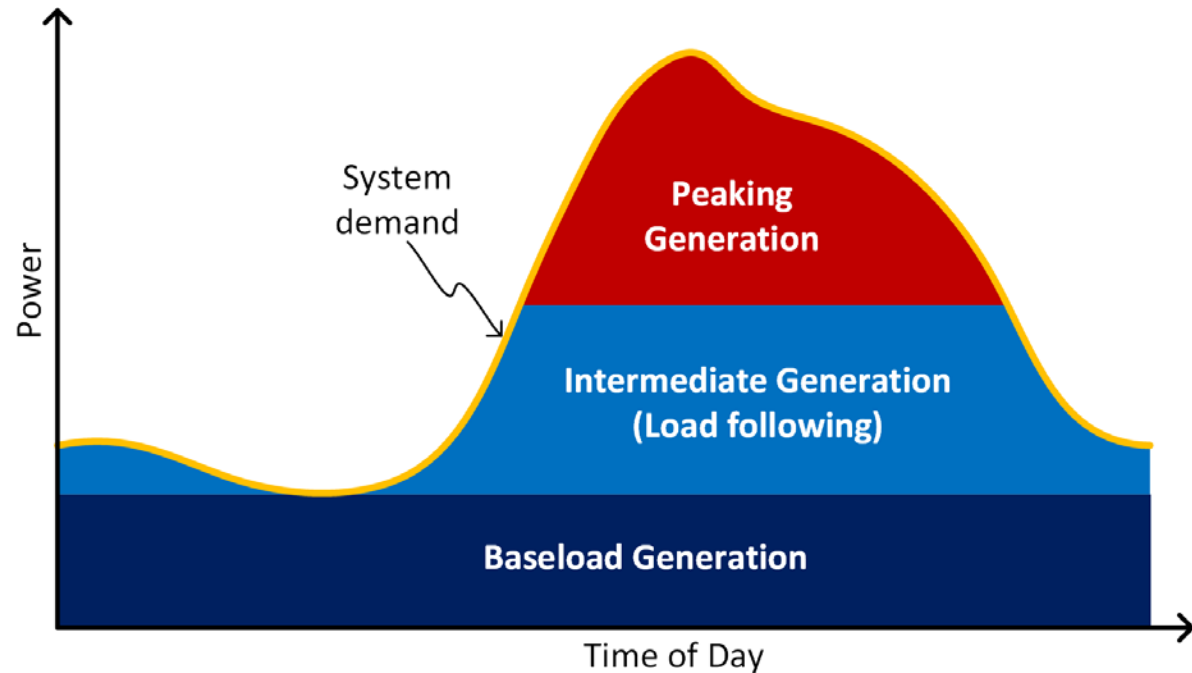 System
demand
Peaking
Generation
Power
Intermediate Generation
(Load following)
Baseload Generation
Time of Day